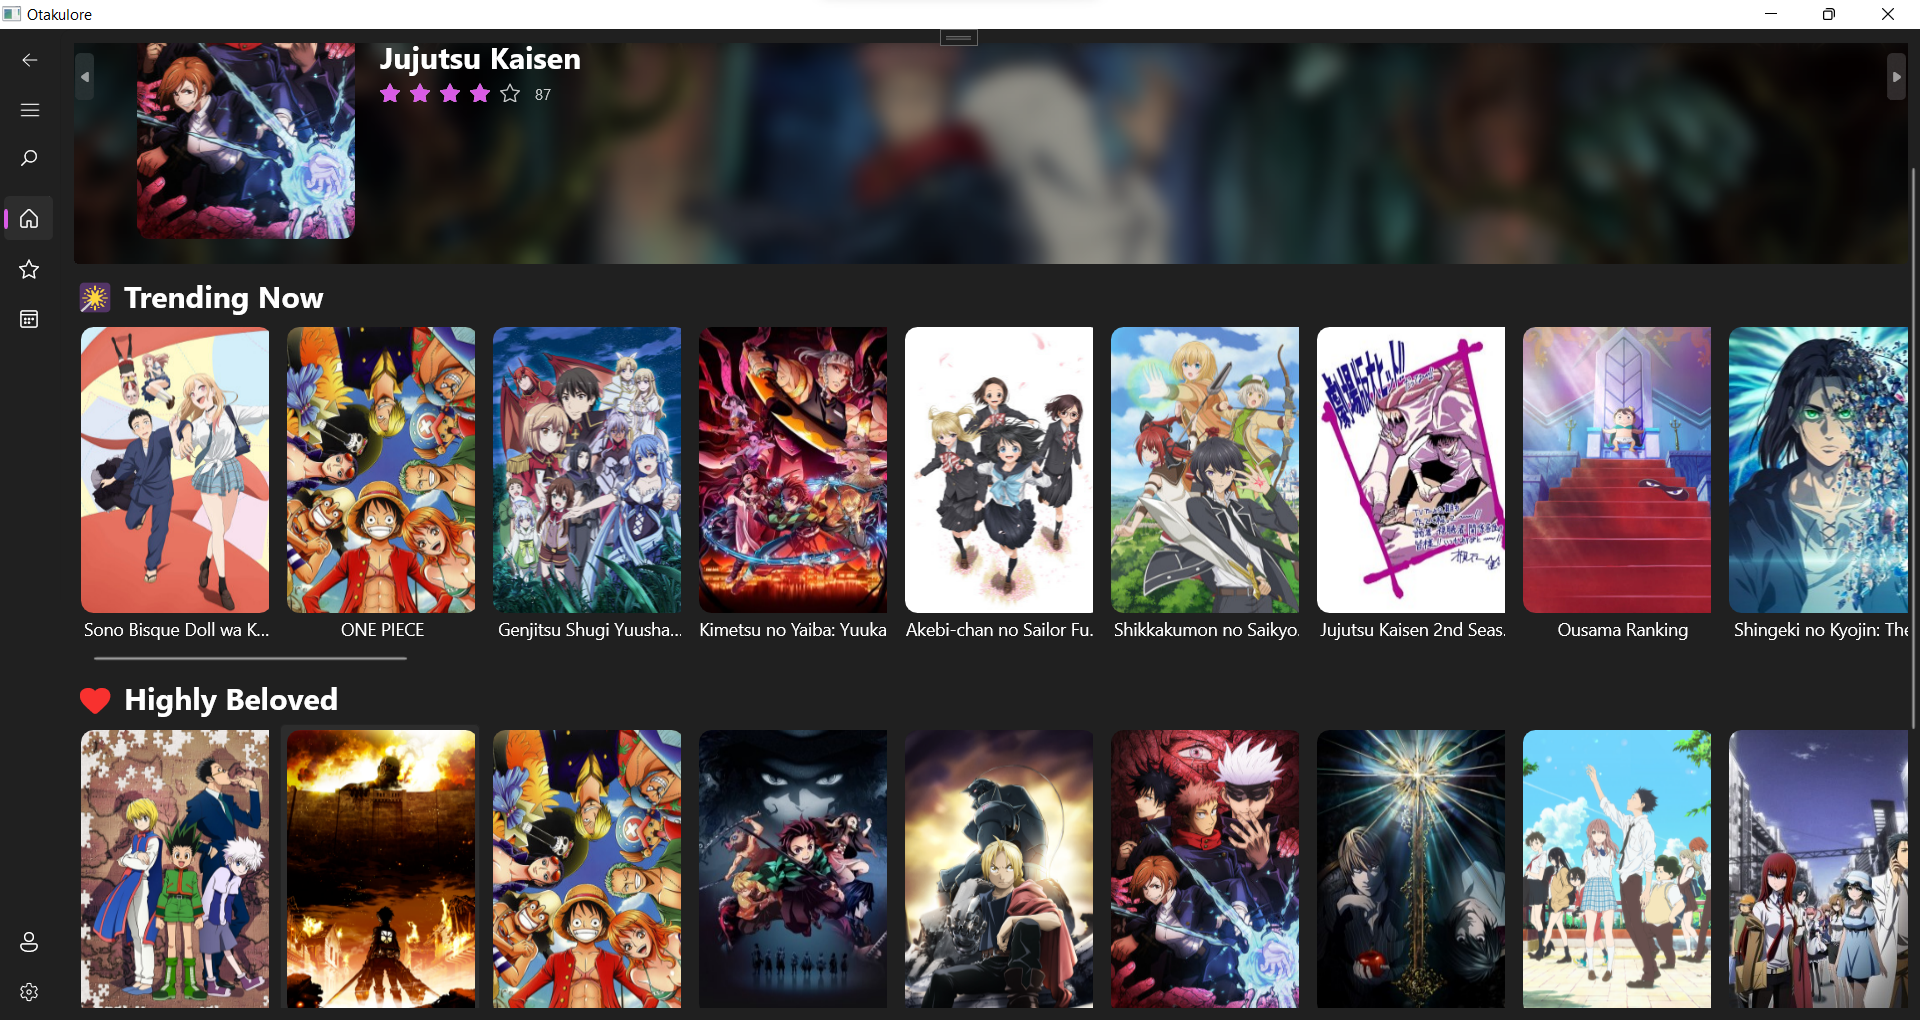 Otakulore
Jujutsu Kaisen
87
Trending Now
Sono Bisque Doll wa K...
ONE PIECE
Genjitsu Shugi Yuusha...
Kimetsu no Yaiba: Yuuka
Akebi-chan no Sailor Fu.
Shikkakumon no Saikyo.
Jujutsu Kaisen 2nd Seas.
Ousama Ranking
Shingeki no Kyojin: The
Highly Beloved